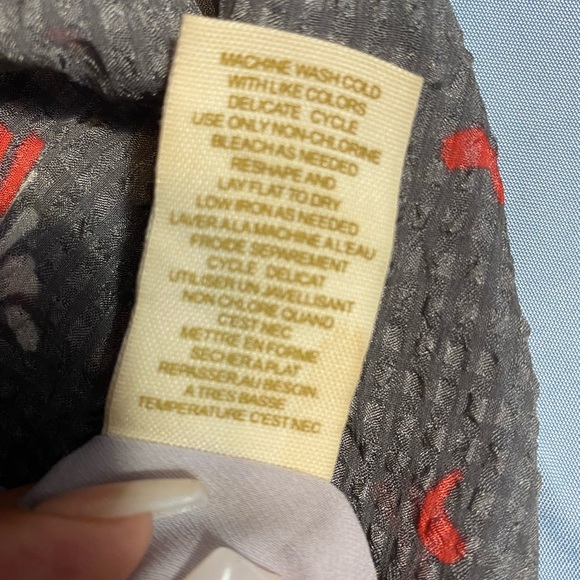 MACHINE WASH COLD
WITH LIKE COLORS
DELICATE CYCLE
USE ONLY NON-CHLORINE
BLEACH AS NEEDED
RESHAPE AND
LAY FLAT TO DRY
LOW IRON AS NEEDED
LAVER A LA MACHINE A L'EAU
FROIDE SEPAREMENT
CYCLE DELICAT
UTILISER UN JAVELLISANT
NON CHLORE QUAND
C'EST NEC
METTRE EN FORME
SECHER A PLAT
REPASSER AU BESOIN.
A TRES BASSE
TEMPERATURE C'EST NEC